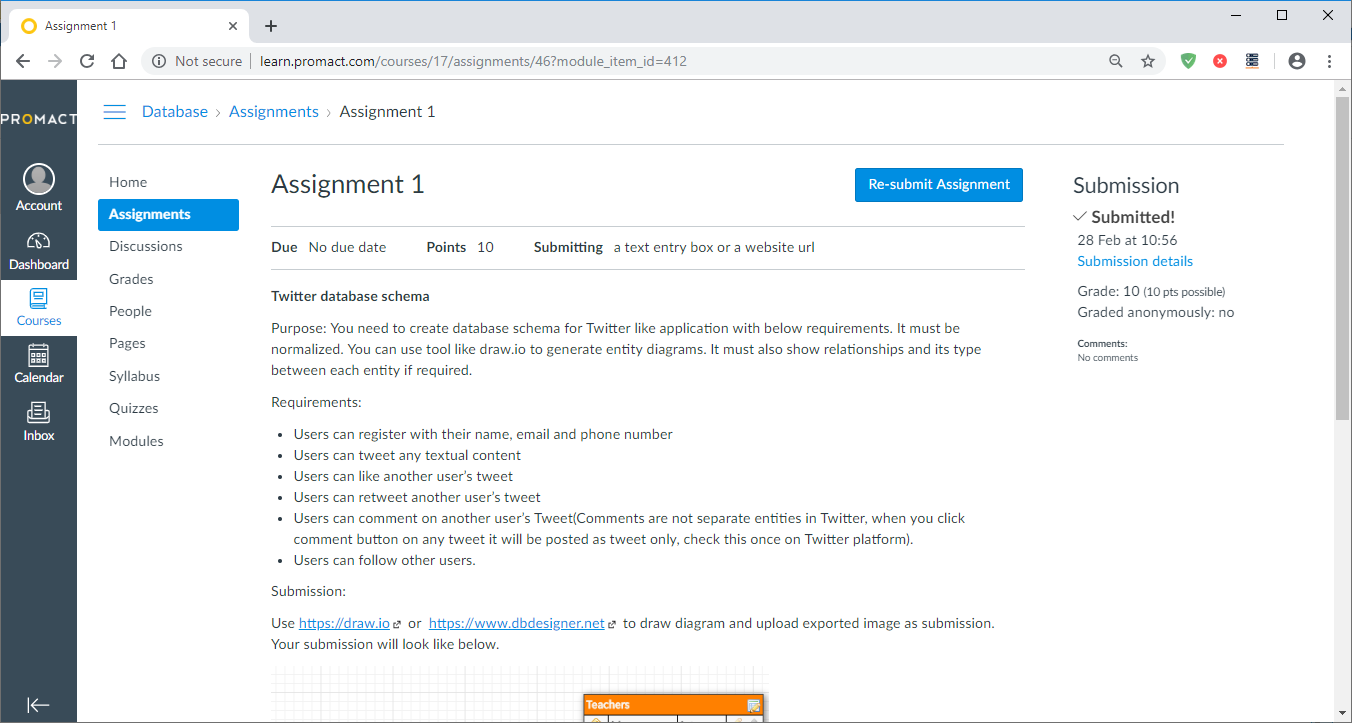 Assignment 1
Not secure
learn.promact.com/courses/17/assignments/46?module_item_id=412
PROMACT
Account
Dashboard
Courses
Calendar
Inbox
Database › Assignments › Assignment 1
Home
Assignments
Discussions
Grades
People
Pages
Syllabus
Quizzes
Modules
Assignment 1
Re-submit Assignment
Due No due date Points 10 Submitting a text entry box or a website url
Twitter database schema
Purpose: You need to create database schema for Twitter like application with below requirements. It must be
normalized. You can use tool like draw.io to generate entity diagrams. It must also show relationships and its type
between each entity if required.
Requirements:
• Users can register with their name, email and phone number
• Users can tweet any textual content
• Users can like another user’s tweet
• Users can retweet another user’s tweet
• Users can comment on another user’s Tweet(Comments are not separate entities in Twitter, when you click
comment button on any tweet it will be posted as tweet only, check this once on Twitter platform).
• Users can follow other users.
Submission:
Use https://draw.io or https://www.dbdesigner.net to draw diagram and upload exported image as submission.
Your submission will look like below.
Teachers
Submission
Submitted!
28 Feb at 10:56
Submission details
Grade: 10 (10 pts possible)
Graded anonymously: no
Comments:
No comments